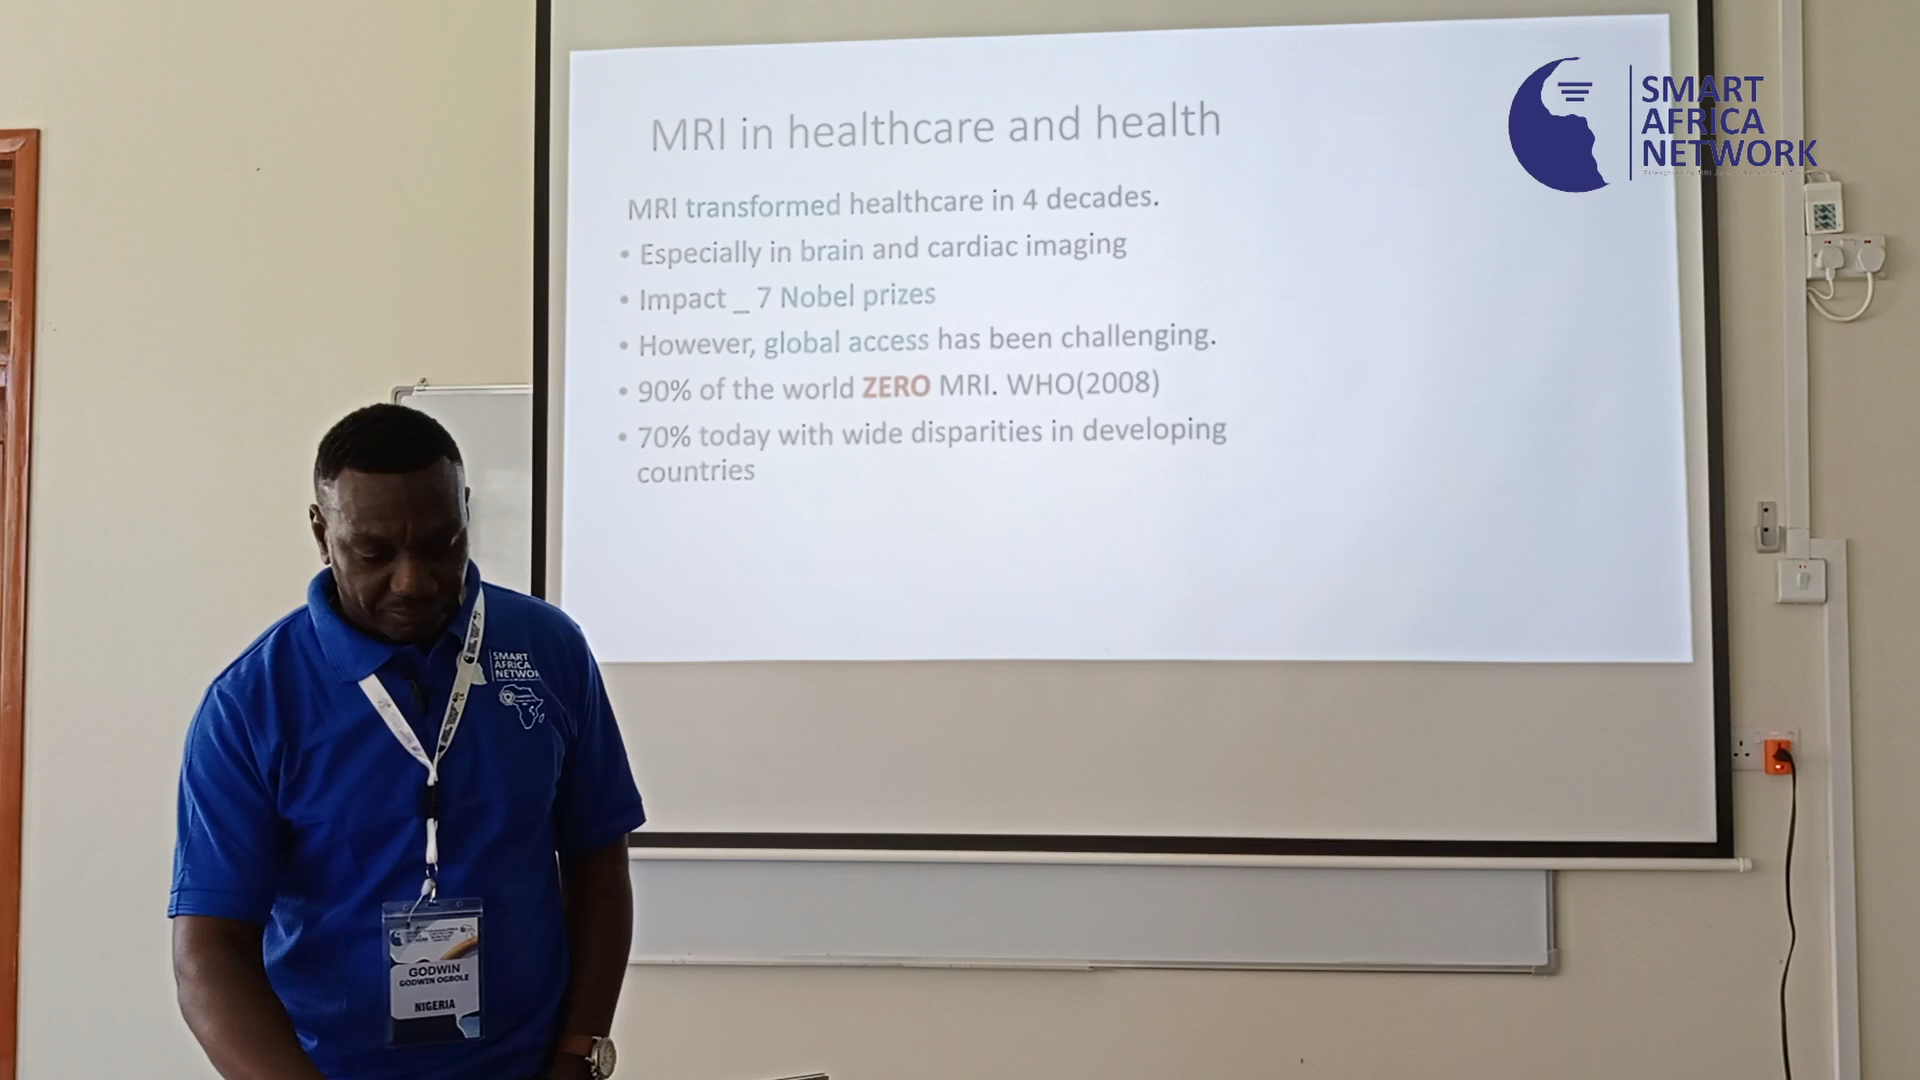 MRI in healthcare and health
MRI transformed healthcare in 4 decades.
• Especially in brain and cardiac imaging
• Impact _ 7 Nobel prizes
• However, global access has been challenging.
• 90% of the world ZERO MRI. WHO(2008)
• 70% today with wide disparities in developing
countries
SMART
AFRICA
NETWORK
SMART
AFRICA
GODWIN
GODWIN OGBOLE
NIGERIA